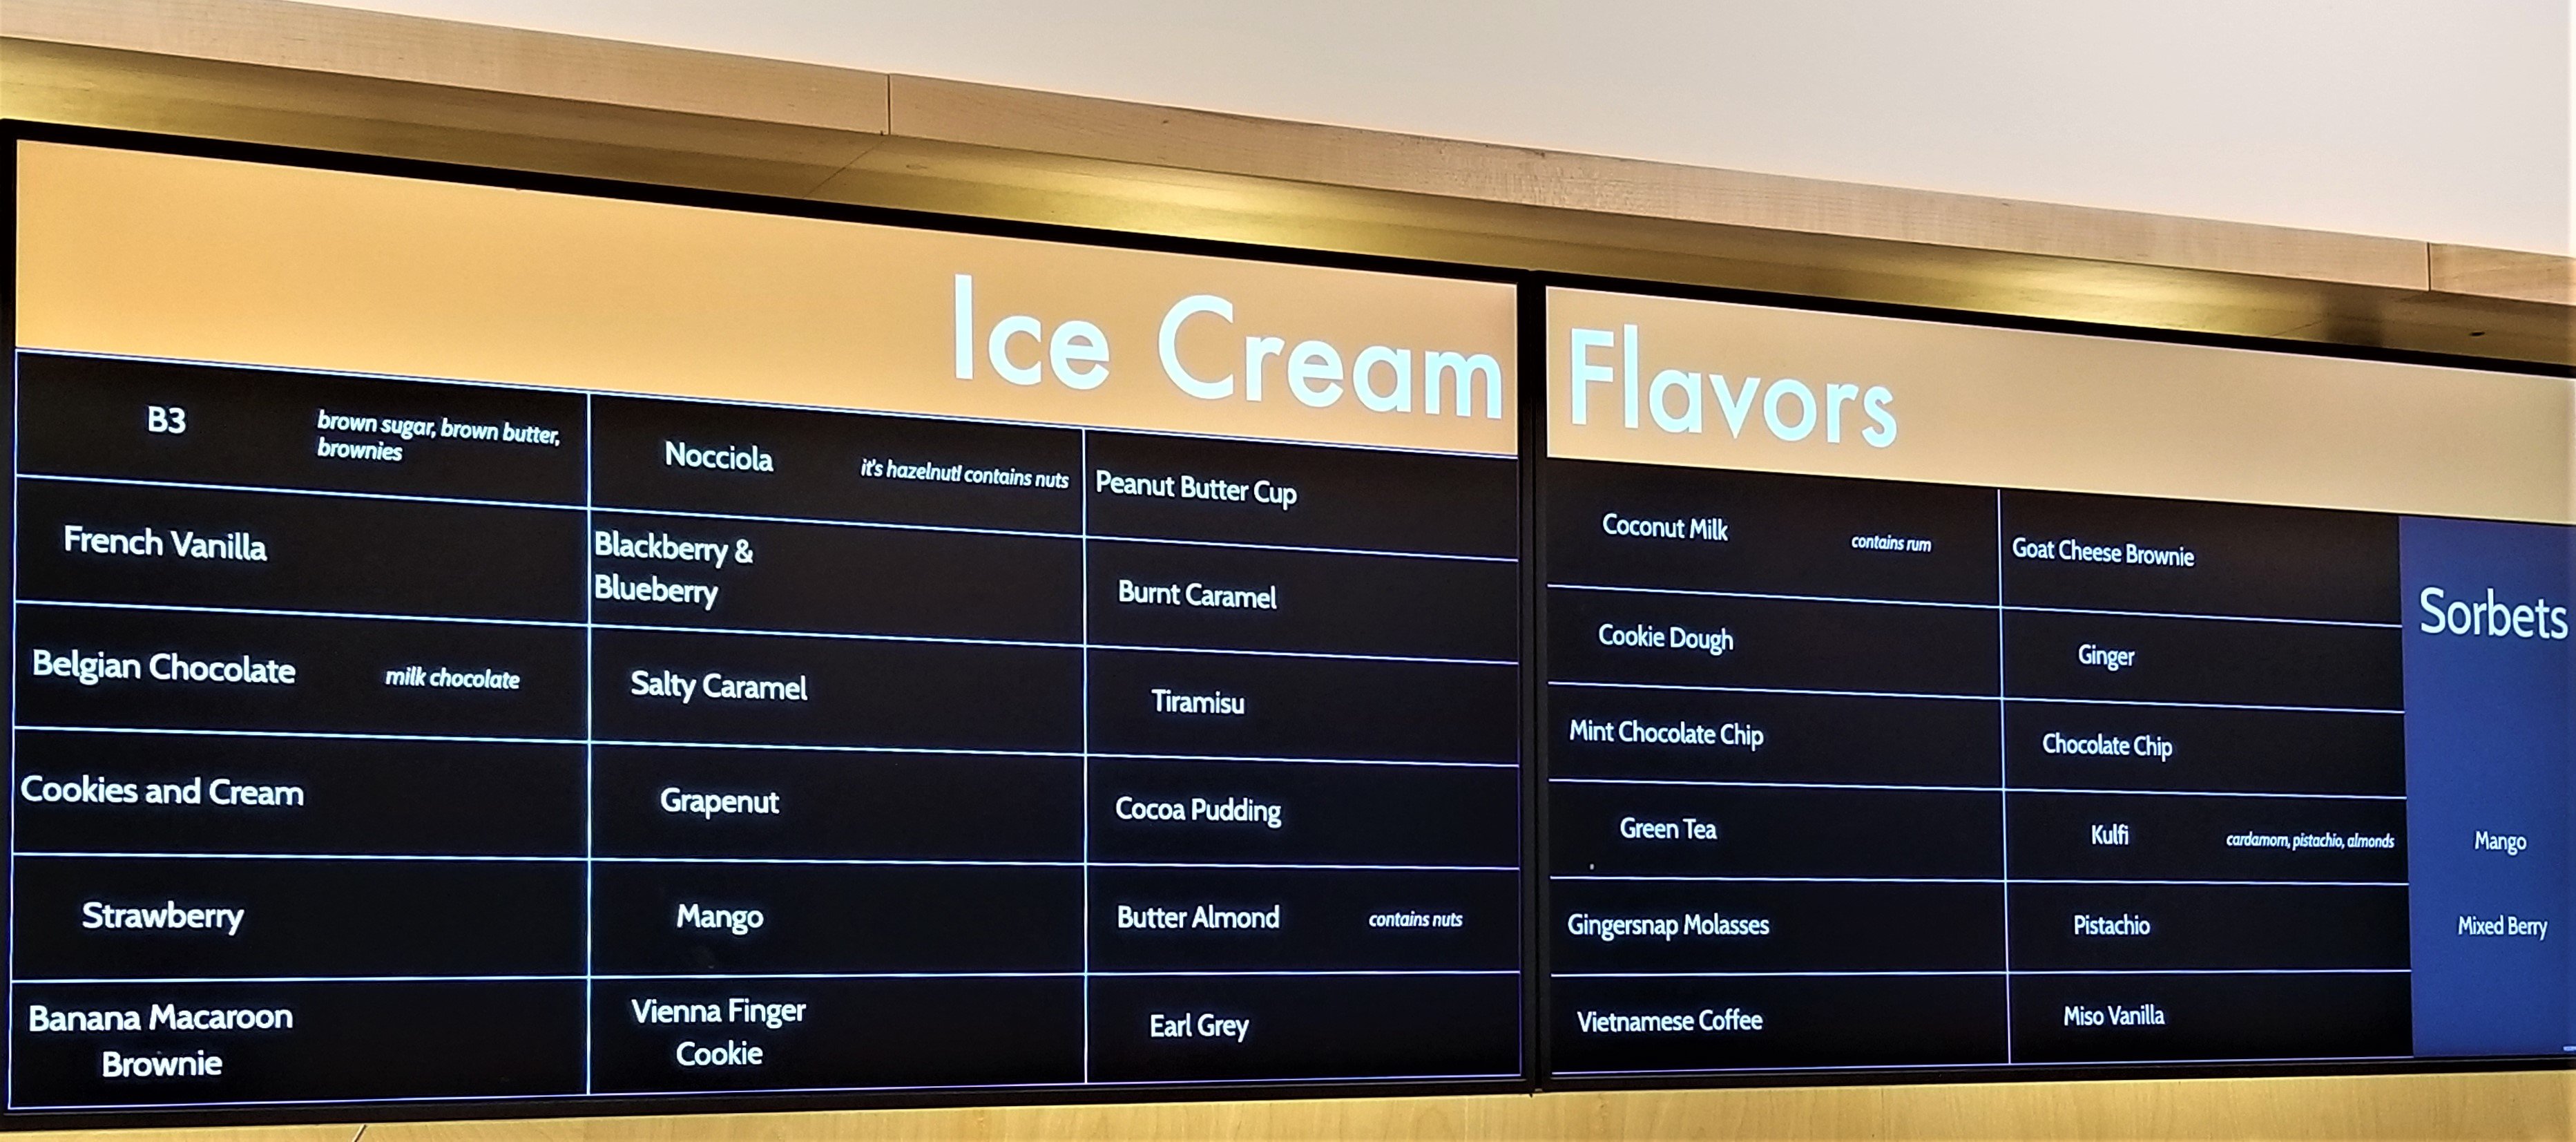 Ice Cream Flavors
B3
brown sugar, brown butter,
brownies
French Vanilla
Belgian Chocolate
milk chocolate
Cookies and Cream
Strawberry
Banana Macaroon
Brownie
Nocciola
it's hazelnut! contains nuts
Blackberry &
Blueberry
Salty Caramel
Grapenut
Mango
Vienna Finger
Cookie
Peanut Butter Cup
Burnt Caramel
Tiramisu
Cocoa Pudding
Butter Almond
contains nuts
Earl Grey
Coconut Milk
contains rum
Cookie Dough
Mint Chocolate Chip
Green Tea
Gingersnap Molasses
Vietnamese Coffee
Goat Cheese Brownie
Ginger
Chocolate Chip
Kulfi
cardamom, pistachio, almonds
Pistachio
Miso Vanilla
Sorbets
Mango
Mixed Berry